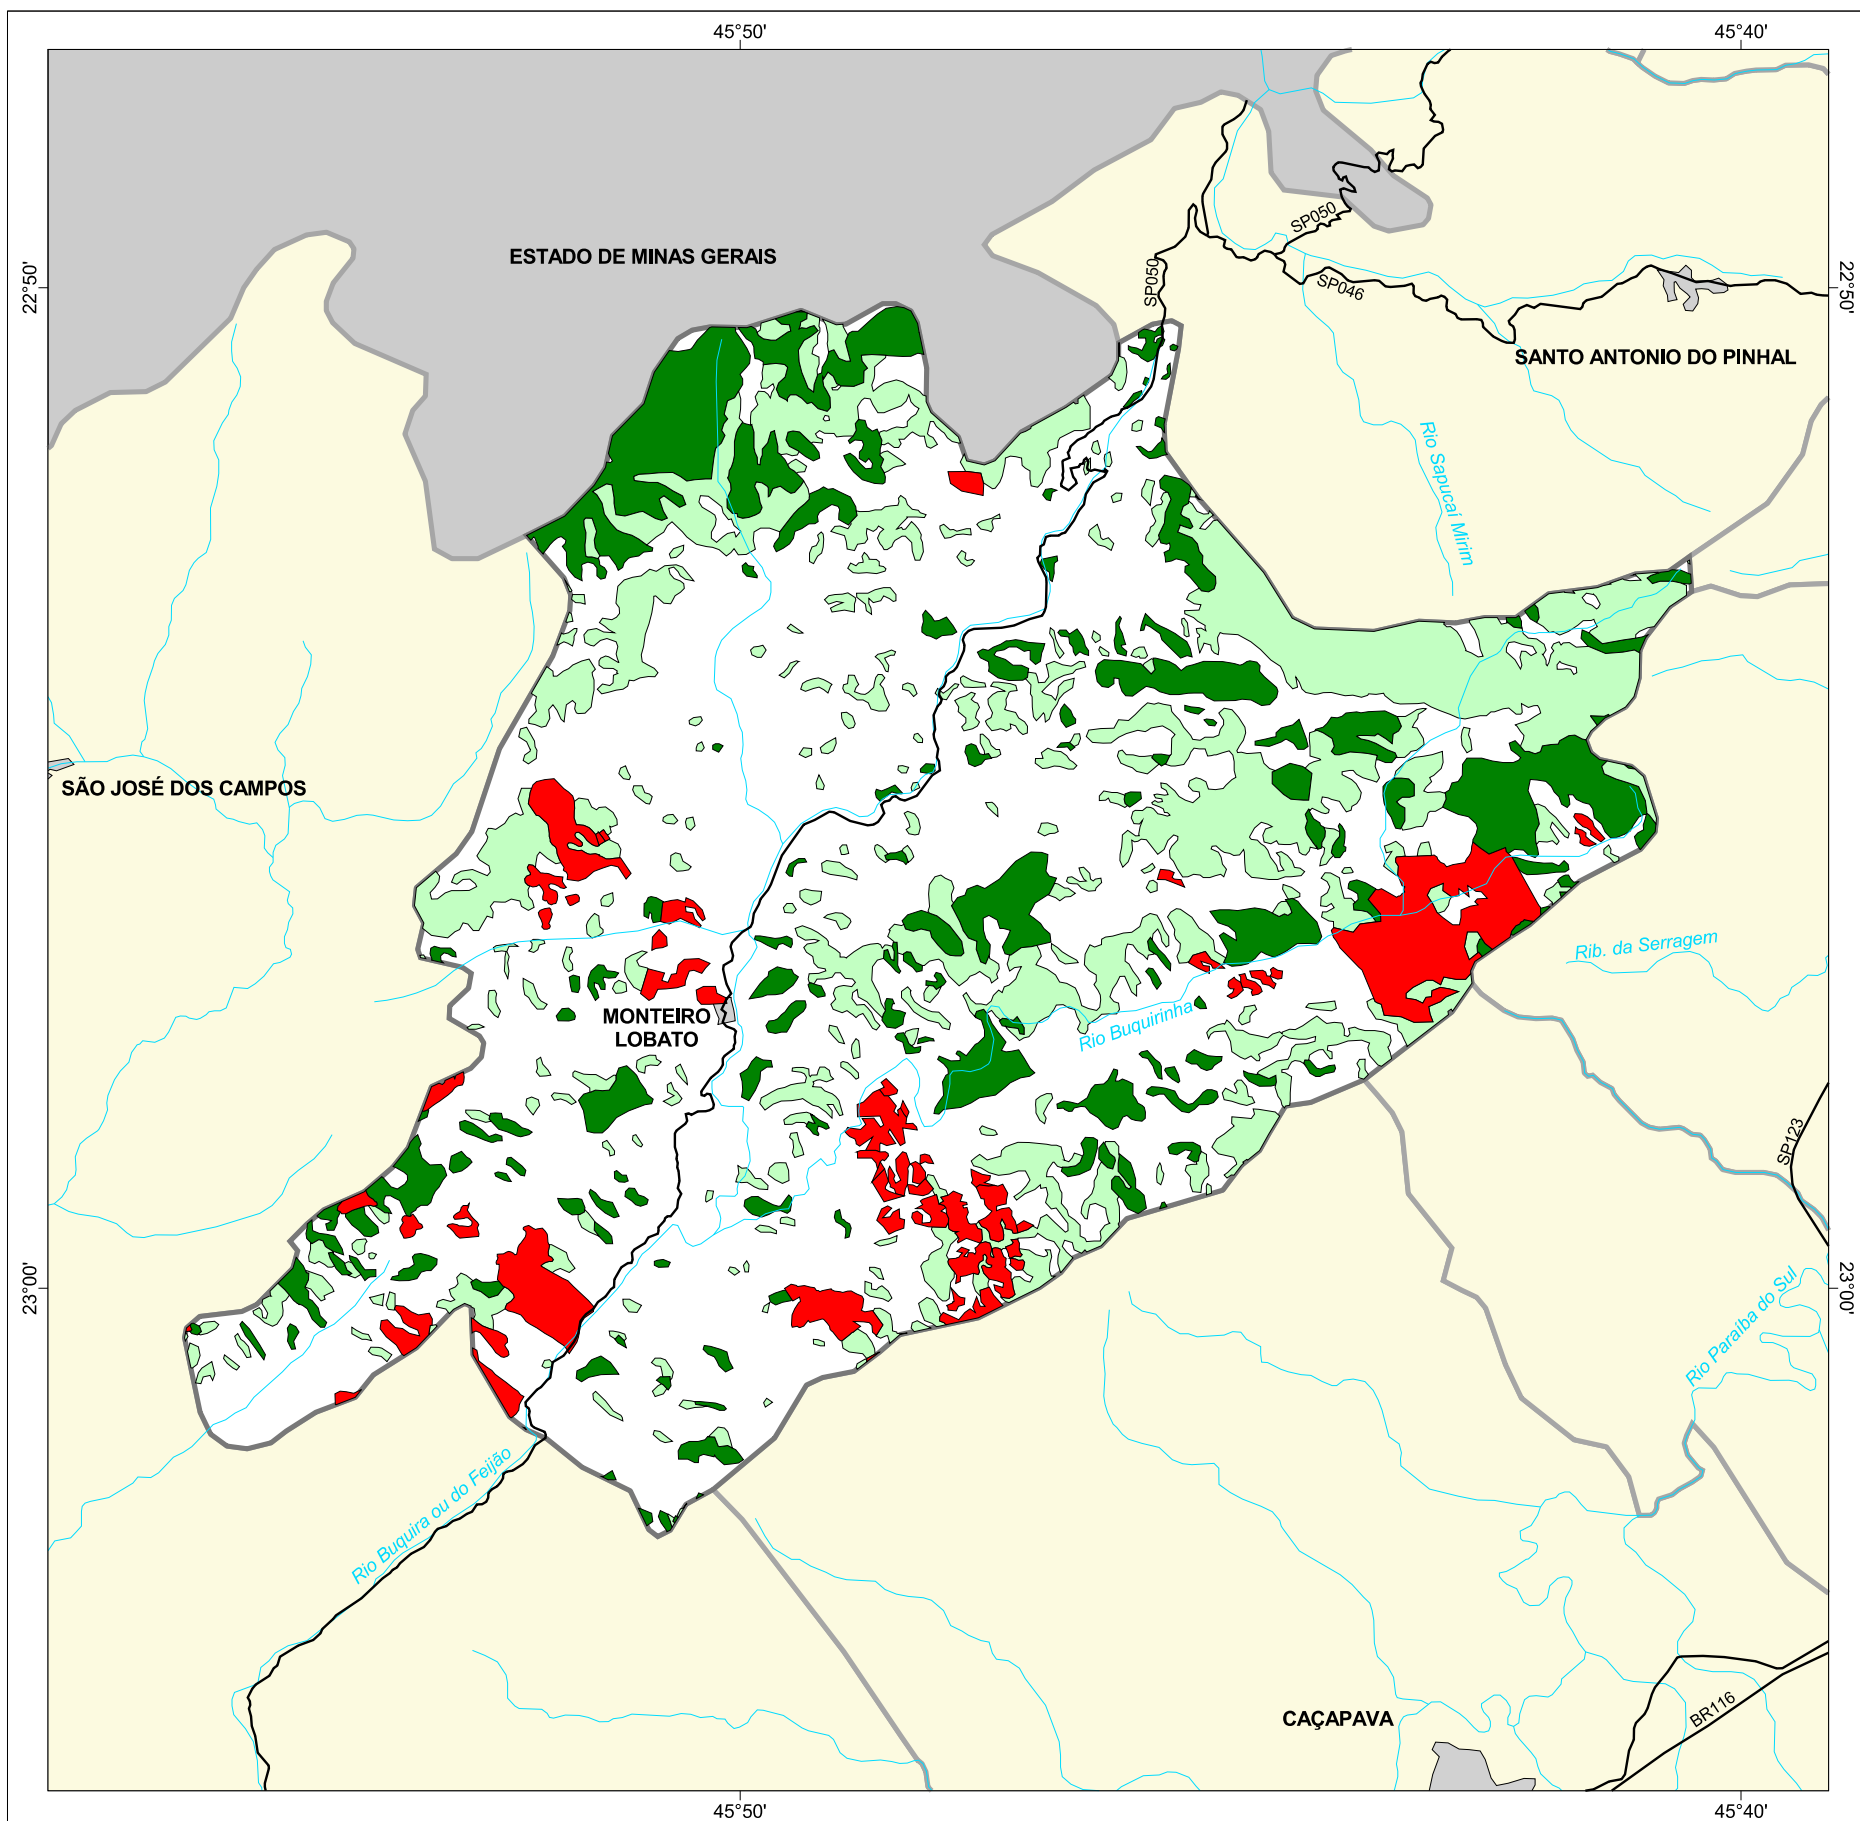 45°50'
45°40'
SP050
ESTADO DE MINAS GERAIS
SP050
22°50'
SP046
22°50'
SANTO ANTONIO DO PINHAL
Rio Sapucaí Mirim
SÃO JOSÉ DOS CAMPOS
Rib. da Serragem
MONTEIRO
LOBATO
Rio Buquirinha
SP123
23°00'
23°00'
Rio Paraíba do Sul
Rio Buquira ou do Feijão
CAÇAPAVA
BR116
45°50'
45°40'